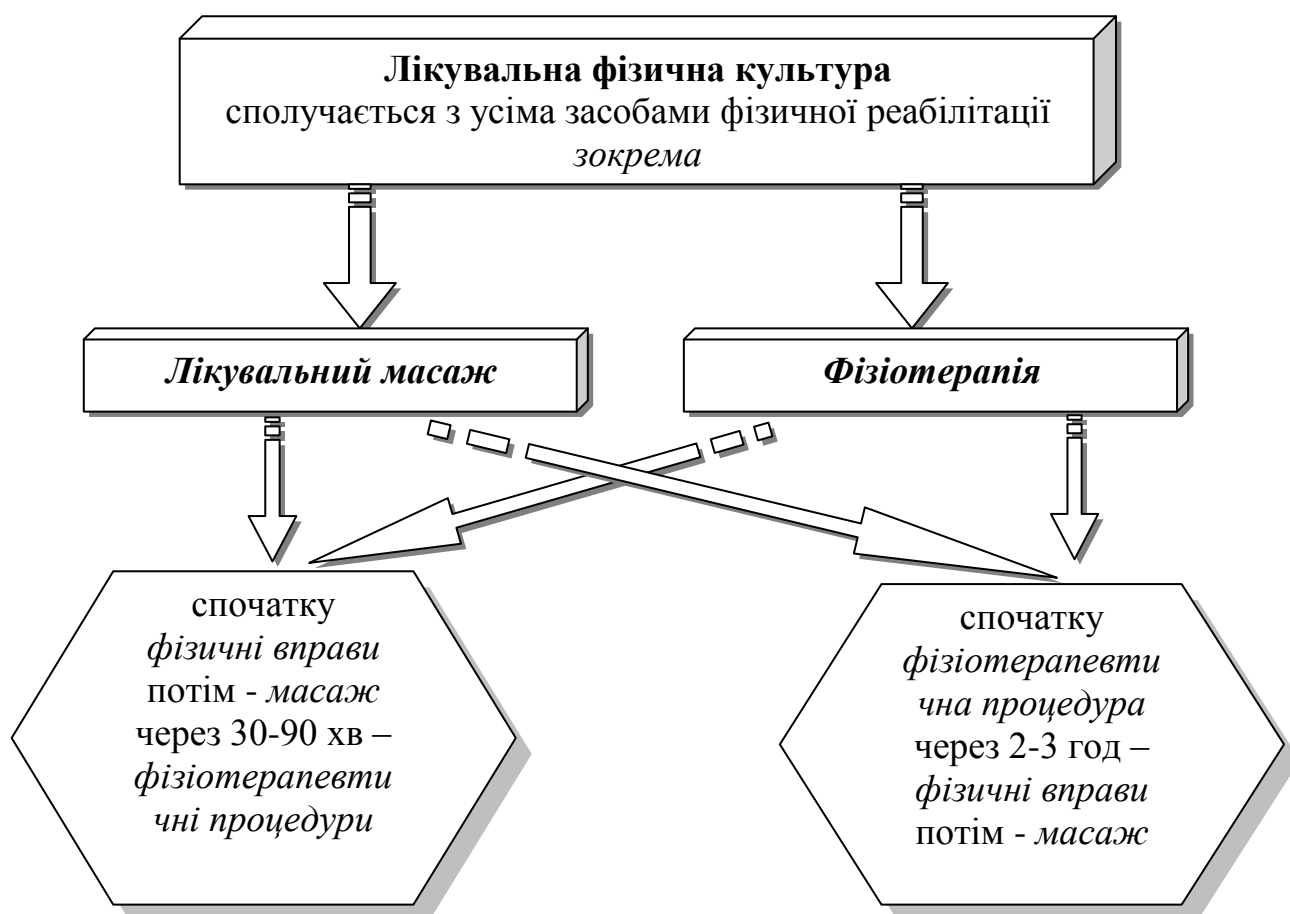 Лікувальна фізична культура
сполучається з усіма засобами фізичної реабілітації
зокрема
Лікувальний масаж
Фізіотерапія
спочатку
фізичні вправи
потім - масаж
через 30-90 хв –
фізіотерапевти
чні процедури
спочатку
фізіотерапевти
чна процедура
через 2-3 год –
фізичні вправи
потім - масаж